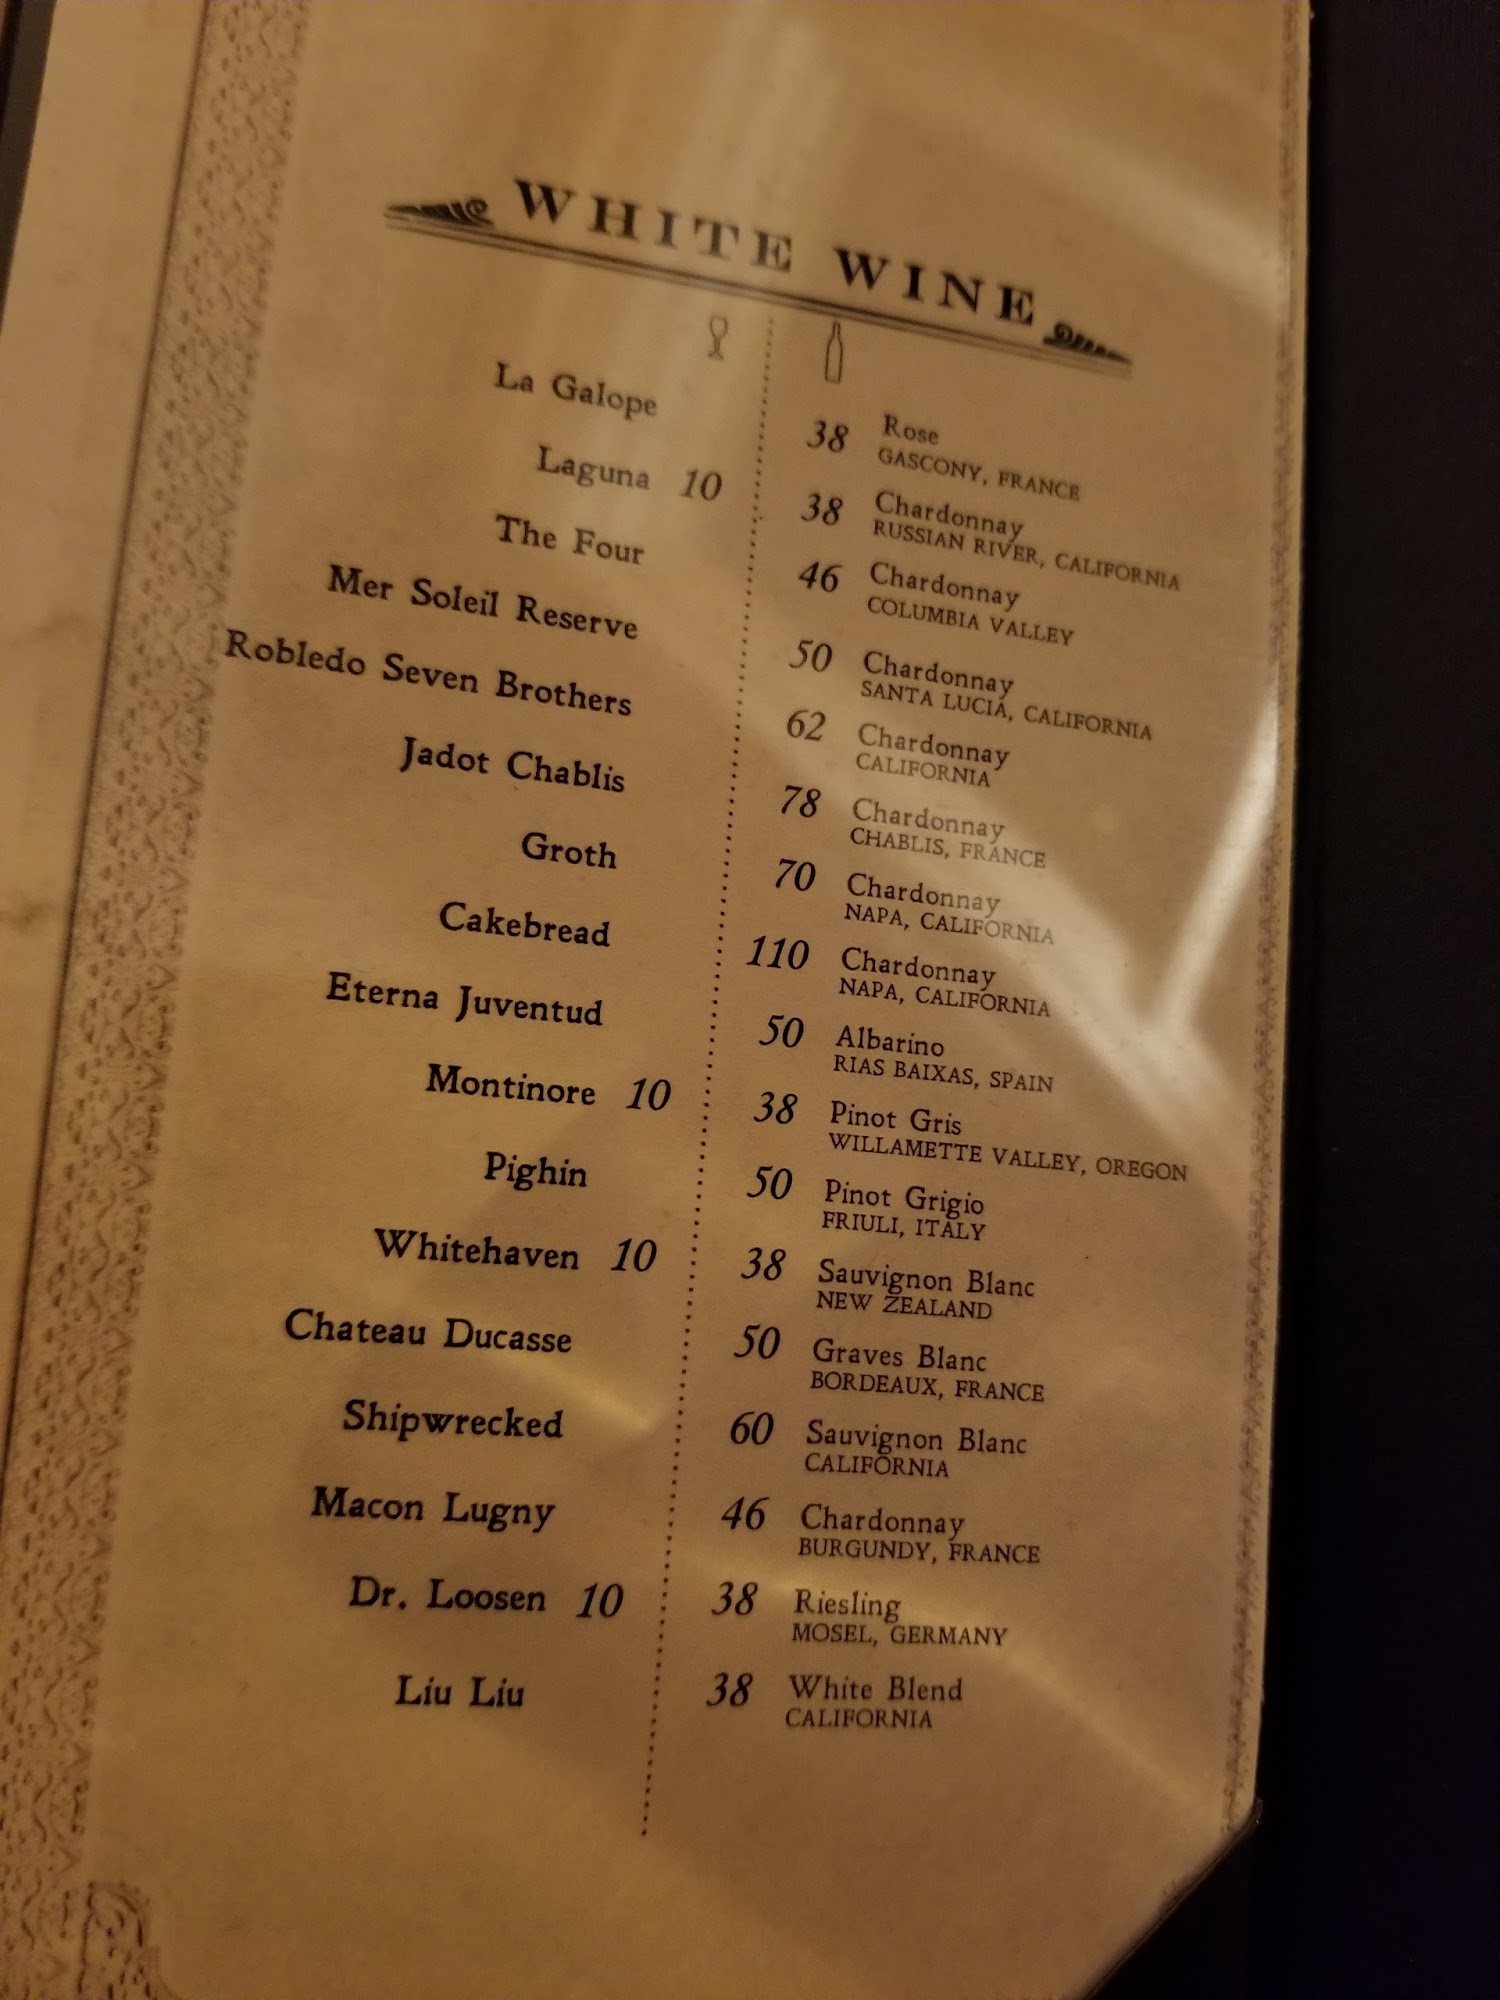 WHITE WINE
La Galope 38 Rose
GASCONY, FRANCE
Laguna 10 38 Chardonnay
RUSSIAN RIVER, CALIFORNIA
The Four 46 Chardonnay
COLUMBIA VALLEY
Mer Soleil Reserve 50 Chardonnay
SANTA LUCIA, CALIFORNIA
Robledo Seven Brothers 62 Chardonnay
CALIFORNIA
Jadot Chablis 78 Chardonnay
CHABLIS, FRANCE
Groth 70 Chardonnay
NAPA, CALIFORNIA
Cakebread 110 Chardonnay
NAPA, CALIFORNIA
Eterna Juventud 50 Albarino
RIAS BAIXAS, SPAIN
Montinore 10 38 Pinot Gris
WILLAMETTE VALLEY, OREGON
Pighin 50 Pinot Grigio
FRIULI, ITALY
Whitehaven 10 38 Sauvignon Blanc
NEW ZEALAND
Chateau Ducasse 50 Graves Blanc
BORDEAUX, FRANCE
Shipwrecked 60 Sauvignon Blanc
CALIFORNIA
Macon Lugny 46 Chardonnay
BURGUNDY, FRANCE
Dr. Loosen 10 38 Riesling
MOSEL, GERMANY
Liu Liu 38 White Blend
CALIFORNIA